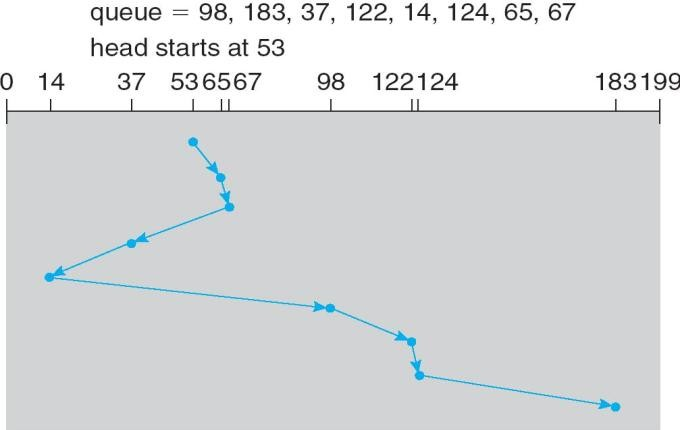 queue = 98, 183, 37, 122, 14, 124, 65, 67
head starts at 53
0 14 37 53 65 67 98 122 124 183 199